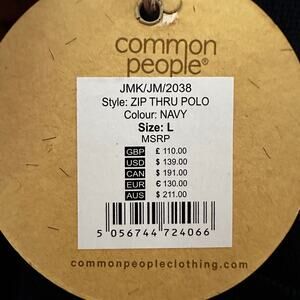 common
people®
JMK/JM/2038
Style: ZIP THRU POLO
Colour: NAVY
Size: L
MSRP
GBP £ 110.00
USD $ 139.00
CAN $ 191.00
EUR € 130.00
AUS $ 211.00
5 056744 724066
commonpeopleclothing.com